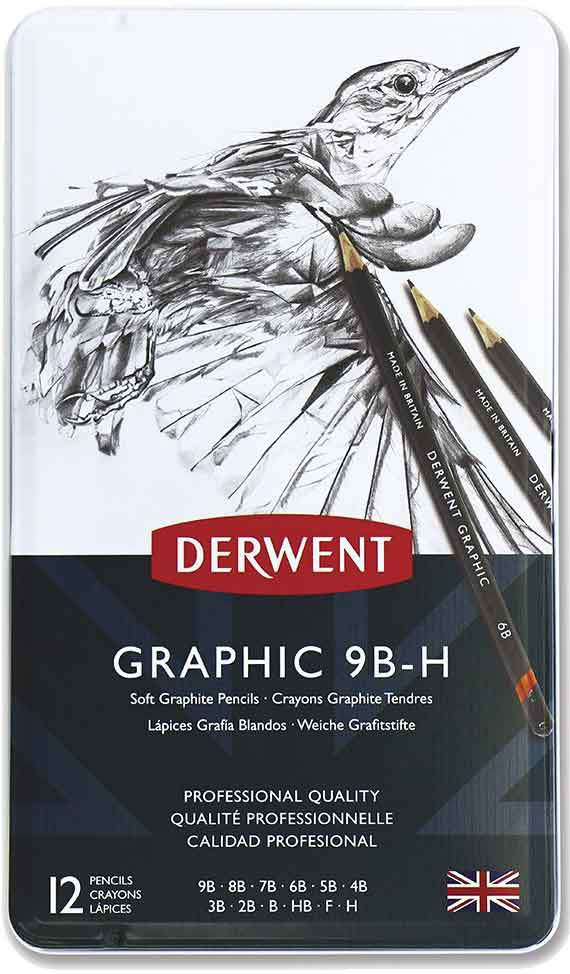 MADE IN BRITAIN DERWENT GRAPHIC 6B
MADE IN BRITAIN DERW
MA
DERWENT
GRAPHIC 9B-H
Soft Graphite Pencils · Crayons Graphite Tendres
Lápices Grafía Blandos · Weiche Grafitstifte
PROFESSIONAL QUALITY
QUALITÉ PROFESSIONNELLE
CALIDAD PROFESIONAL
12 PENCILS
CRAYONS
LÁPICES
9B · 8B · 7B · 6B · 5B · 4B
3B · 2B · B · HB · F · H